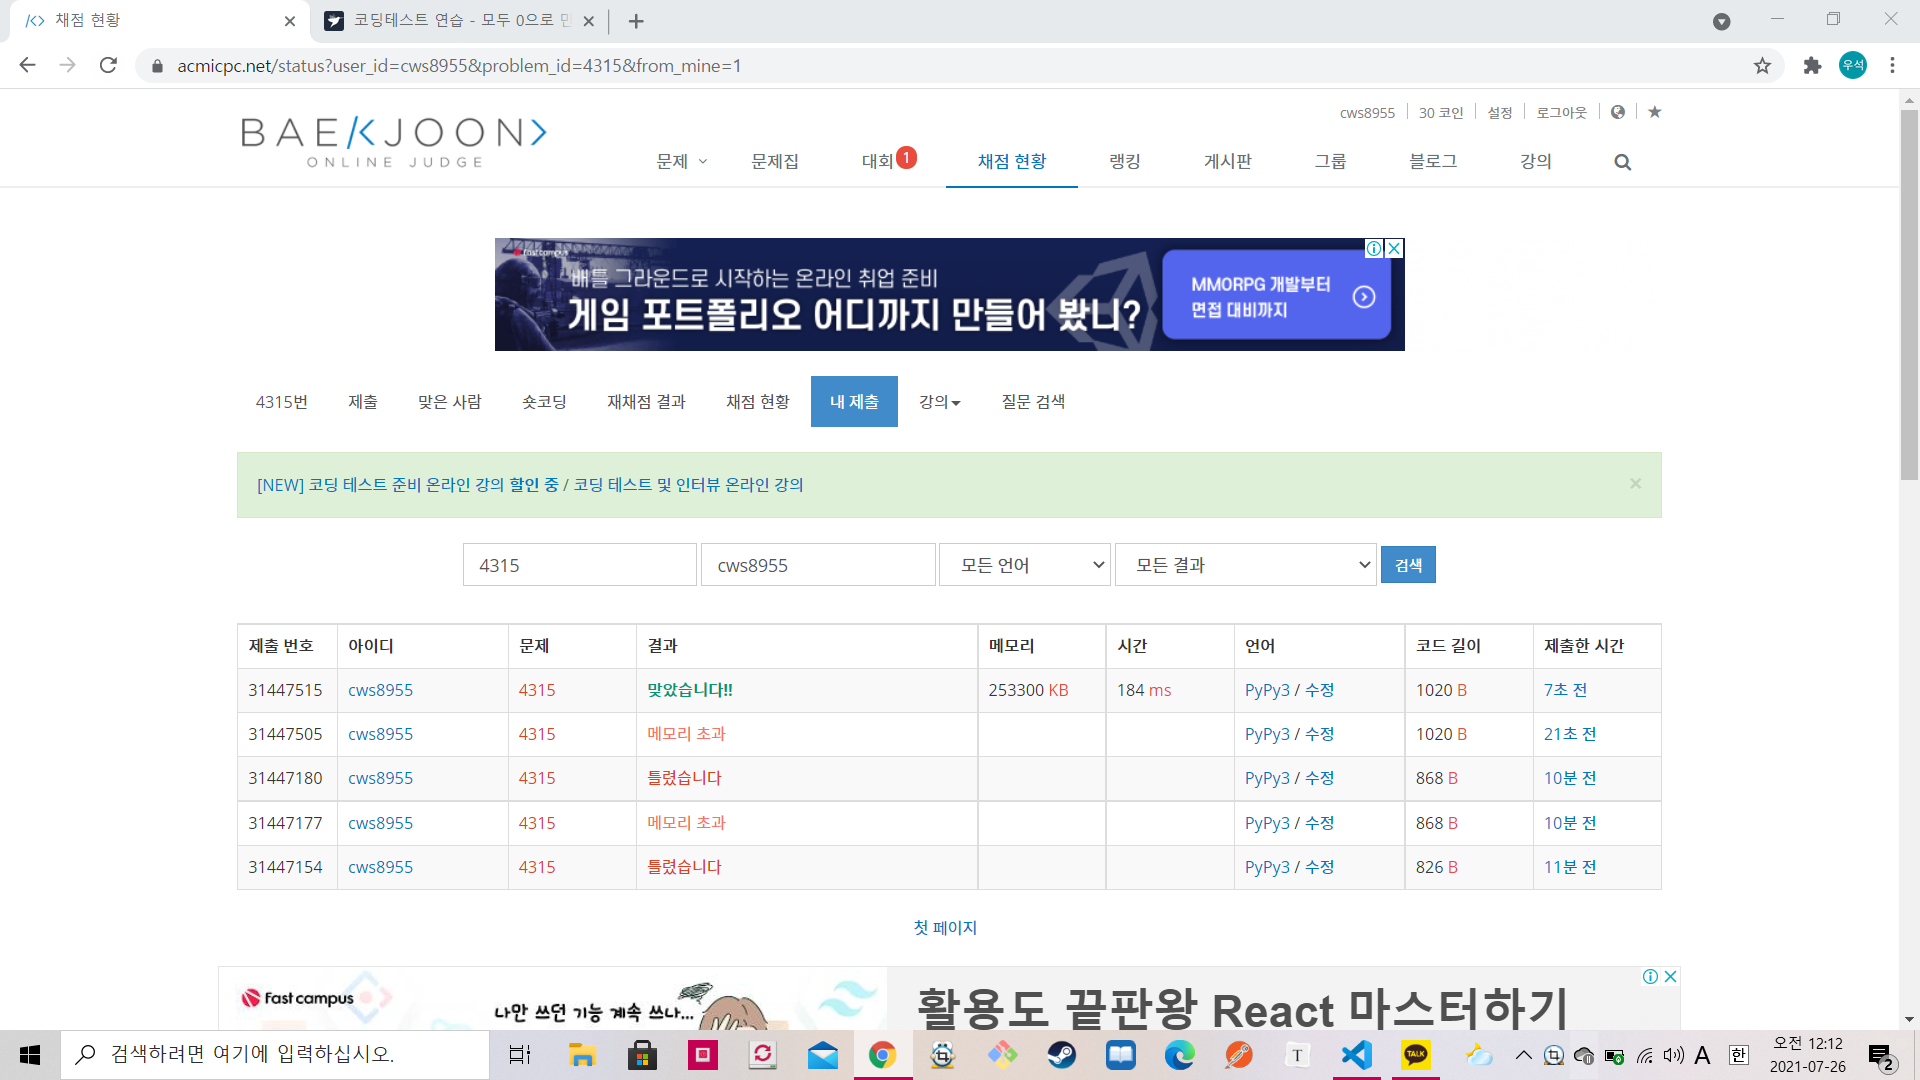 채점 현황
코딩테스트 연습 - 모두 0으로 만
acmicpc.net/status?user_id=cws8955&problem_id=4315&from_mine=1
우석
cws8955 30 코인 설정 로그아웃
BAEKJOON
ONLINE JUDGE
문제 문제집 대회 1 채점 현황 랭킹 게시판 그룹 블로그 강의
fastcampus
배틀 그라운드로 시작하는 온라인 취업 준비
게임 포트폴리오 어디까지 만들어 봤니?
MMORPG 개발부터
면접 대비까지
4315번 제출 맞은 사람 숏코딩 재채점 결과 채점 현황 내 제출 강의 질문 검색
[NEW] 코딩 테스트 준비 온라인 강의 할인 중 / 코딩 테스트 및 인터뷰 온라인 강의 ×
4315 cws8955 모든 언어 모든 결과 검색
제출 번호 아이디 문제 결과 메모리 시간 언어 코드 길이 제출한 시간
31447515 cws8955 4315 맞았습니다!! 253300 KB 184 ms PyPy3 / 수정 1020 B 7초 전
31447505 cws8955 4315 메모리 초과 PyPy3 / 수정 1020 B 21초 전
31447180 cws8955 4315 틀렸습니다 PyPy3 / 수정 868 B 10분 전
31447177 cws8955 4315 메모리 초과 PyPy3 / 수정 868 B 10분 전
31447154 cws8955 4315 틀렸습니다 PyPy3 / 수정 826 B 11분 전
첫 페이지
Fast campus
나만 쓰던 기능 계속 쓰나...
활용도 끝판왕 React 마스터하기
검색하려면 여기에 입력하십시오.
T
TALK
A
한
오전 12:12
2021-07-26
2